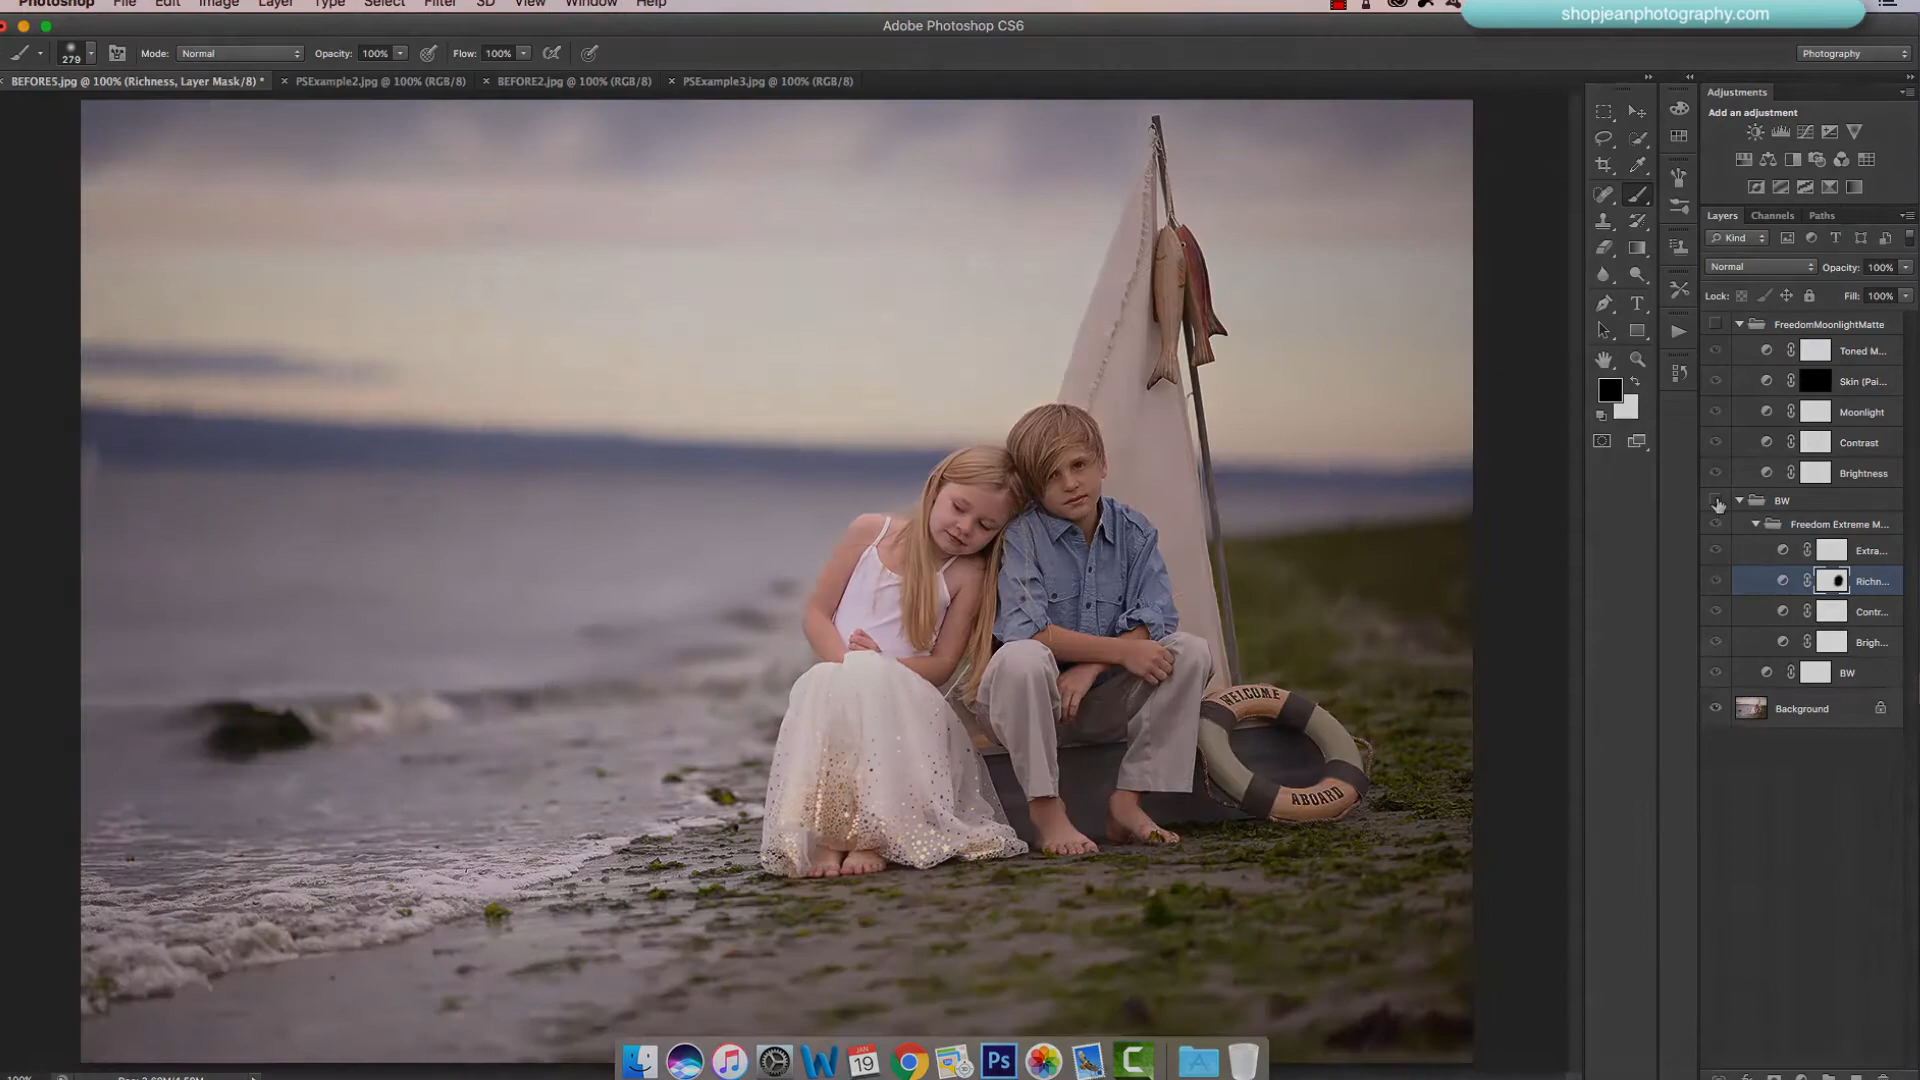 Photoshop File Edit Image Layer Type Select Filter 3D View Window Help
shopjeanphotography.com
Adobe Photoshop CS6
279 Mode: Normal Opacity: 100% Flow: 100% Photography
BEFORE5.jpg @ 100% (Richness, Layer Mask/8) * PSExample2.jpg @ 100% (RGB/8) BEFORE2.jpg @ 100% (RGB/8) PSExample3.jpg @ 100% (RGB/8)
Adjustments
Add an adjustment
Layers Channels Paths
Kind
Normal Opacity: 100%
Lock: Fill: 100%
FreedomMoonlightMatte
Toned M...
Skin (Pai...
Moonlight
Contrast
Brightness
BW
Freedom Extreme M...
Extra...
Richn...
Contr...
Brigh...
BW
Background
WELCOME
ABOARD
JAN
19
Ps